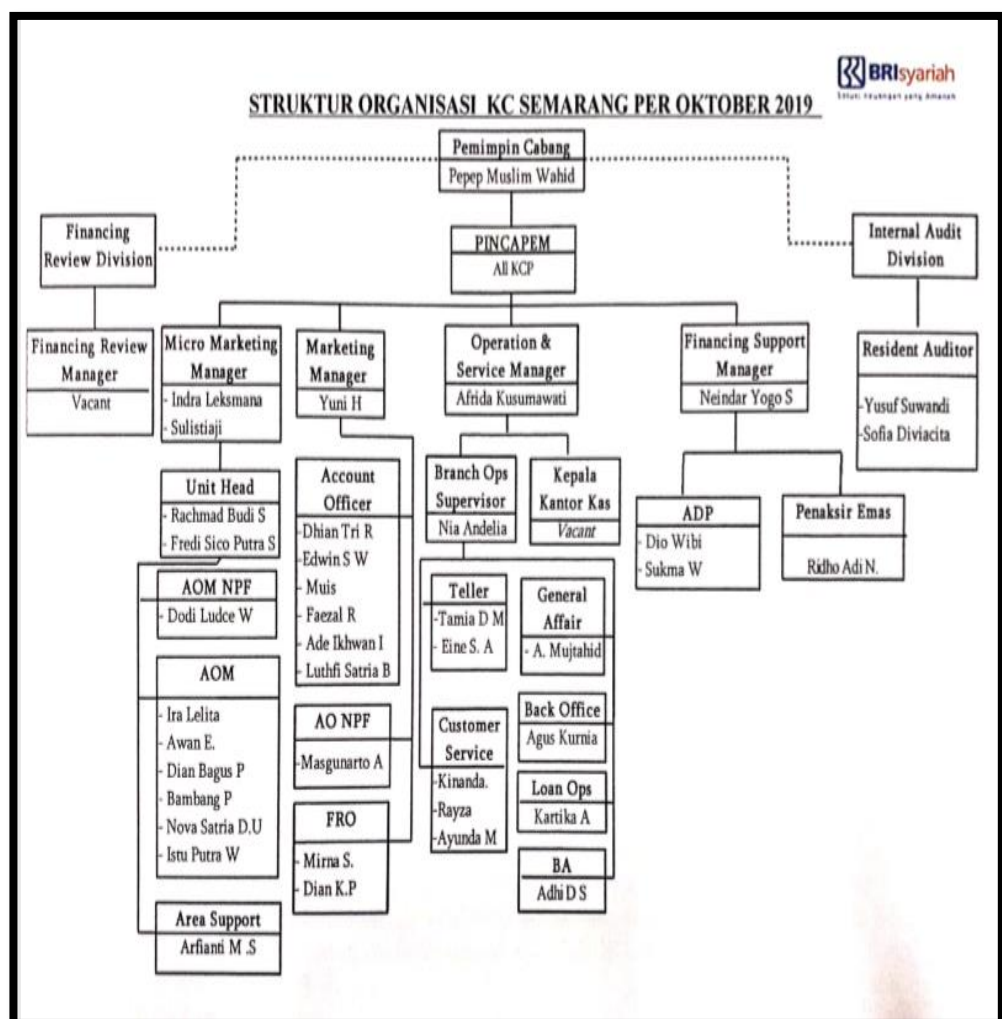 BRIsyariah
STRUKTUR ORGANISASI KC SEMARANG PER OKTOBER 2019
Pemimpin Cabang
Pepep Muslim Wahid
Financing
Review Division
PINCAPEM
All KCP
Internal Audit
Division
Financing Review
Manager
Vacant
Micro Marketing
Manager
- Indra Leksmana
- Sulistiaji
Marketing
Manager
Yuni H
Operation &
Service Manager
Afrida Kusumawati
Financing Support
Manager
Neindar Yogo S
Resident Auditor
-Yusuf Suwandi
-Sofia Diviacita
Unit Head
- Rachmad Budi S
- Fredi Sico Putra S
Account
Officer
-Dhian Tri R
-Edwin S W
- Muis
- Faezal R
- Ade Ikhwan I
- Luthfi Satria B
Branch Ops
Supervisor
Nia Andelia
Kepala
Kantor Kas
Vacant
ADP
- Dio Wibi
- Sukma W
Penaksir Emas
Ridho Adi N.
AOM NPF
- Dodi Ludce W
Teller
-Tamia D M
- Eine S. A
General
Affair
- A. Mujtahid
AOM
- Ira Lelita
- Awan E.
- Dian Bagus P
- Bambang P
- Nova Satria D.U
- Istu Putra W
AO NPF
-Masgunarto A
Customer
Service
-Kinanda.
-Rayza
-Ayunda M
Back Office
Agus Kurnia
Loan Ops
Kartika A
FRO
- Mirna S.
- Dian K.P
BA
Adhi D S
Area Support
Arfianti M .S